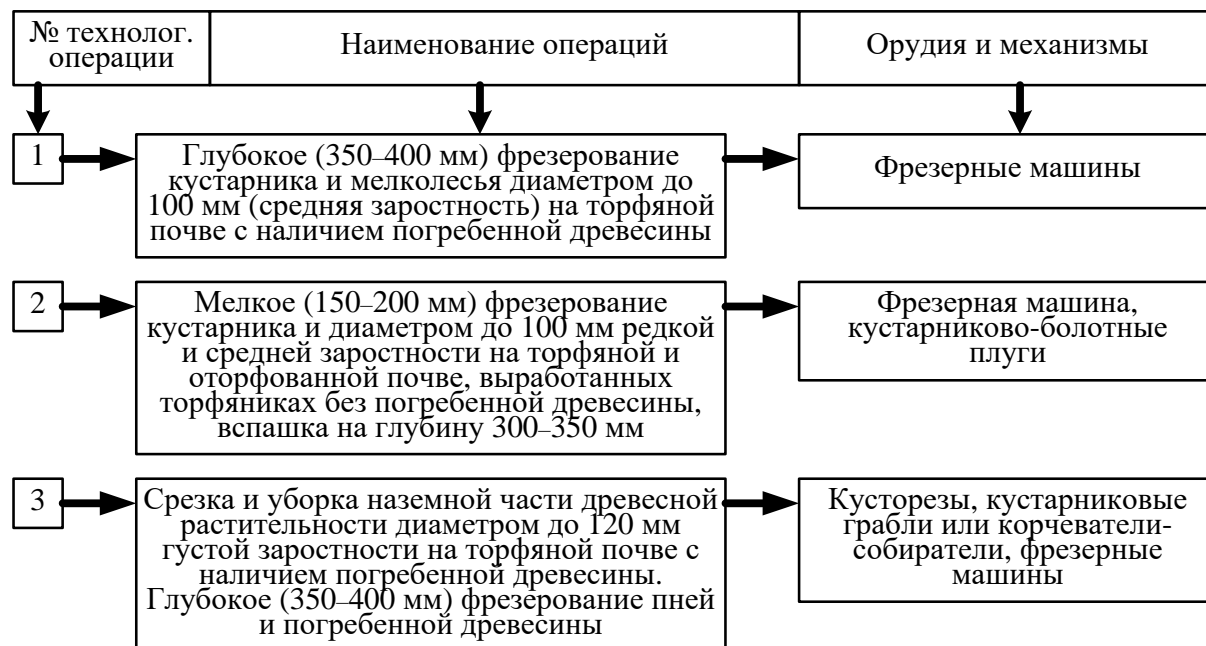 № технолог.
операции
Наименование операций
Орудия и механизмы
1
Глубокое (350–400 мм) фрезерование
кустарника и мелколесья диаметром до
100 мм (средняя заростность) на торфяной
почве с наличием погребенной древесины
Фрезерные машины
2
Мелкое (150–200 мм) фрезерование
кустарника и диаметром до 100 мм редкой
и средней заростности на торфяной и
оторфованной почве, выработанных
торфяниках без погребенной древесины,
вспашка на глубину 300–350 мм
Фрезерная машина,
кустарниково-болотные
плуги
3
Срезка и уборка наземной части древесной
растительности диаметром до 120 мм
густой заростности на торфяной почве с
наличием погребенной древесины.
Глубокое (350–400 мм) фрезерование пней
и погребенной древесины
Кусторезы, кустарниковые
грабли или корчеватели-
собиратели, фрезерные
машины